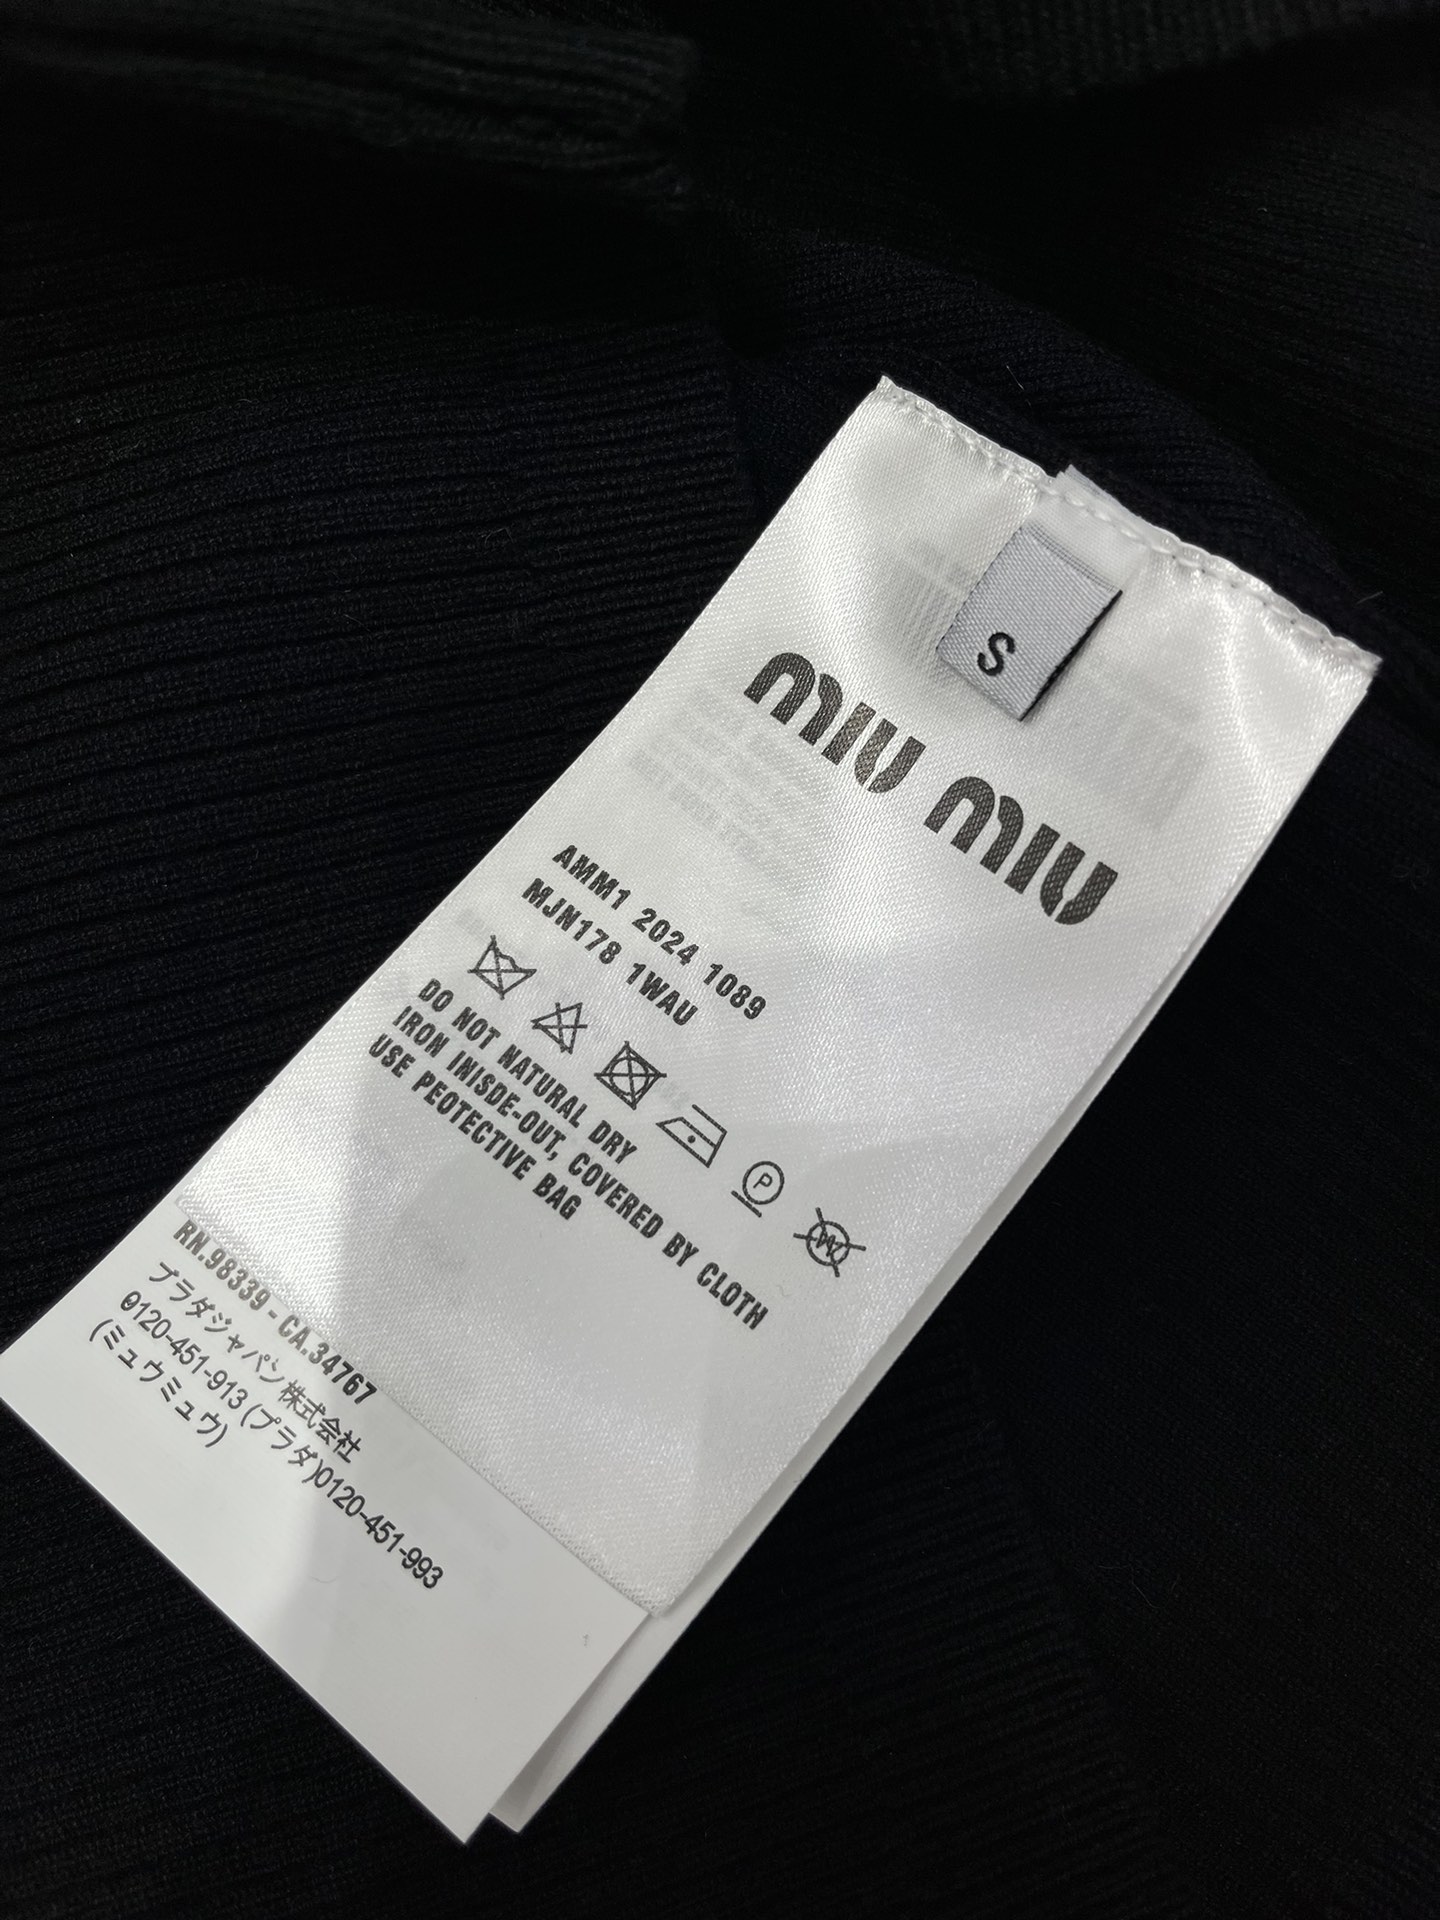 S
miu miu
AMM1 2024 1089
MJN178 1WAU
P
W
DO NOT NATURAL DRY
IRON INISDE-OUT, COVERED BY CLOTH
USE PEOTECTIVE BAG
RN.98339 - CA.34767
プラダジャパン株式会社
0120-451-913 (プラダ)0120-451-993
(ミュウミュウ)